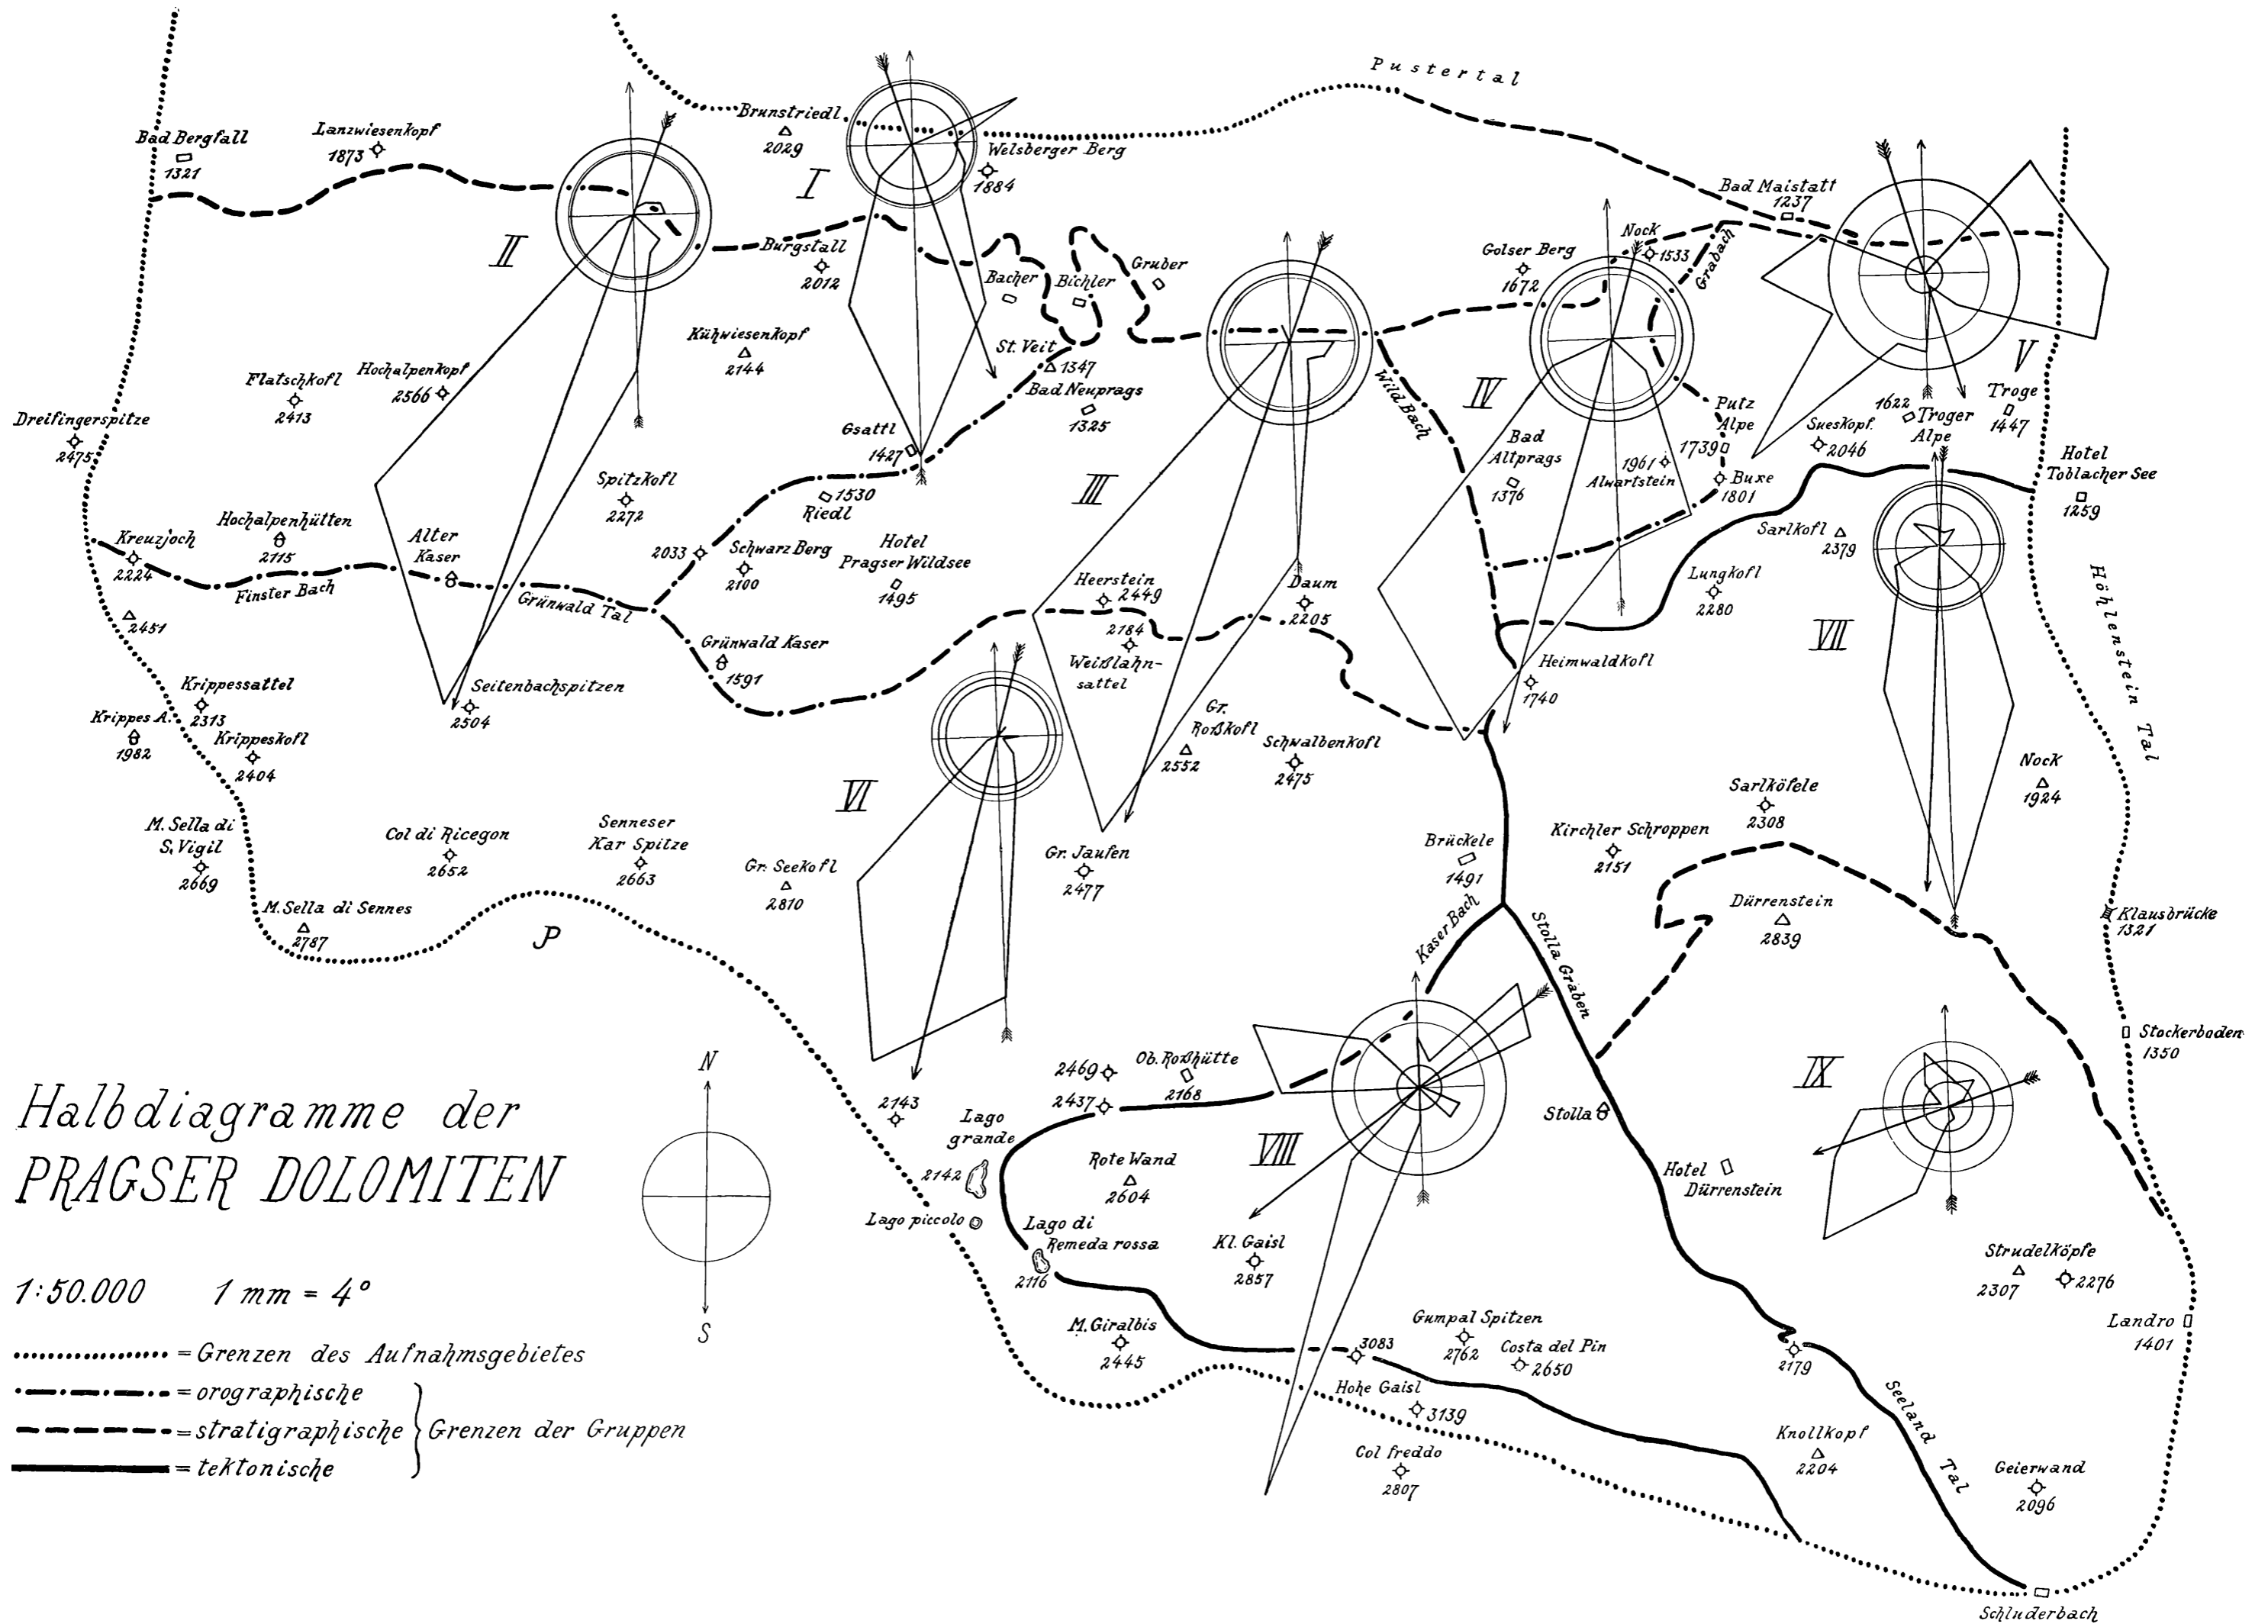 Pustertal
Brunstriedl
2029
Bad Bergfall
1321
Lanzwiesenkopf
1873
I
Welsberger Berg
1884
Bad Maistatt
1237
II
Burgstall
2012
Bacher
Bichler
Gruber
Golser Berg
1672
Nock
1533
Grabach
Kühwiesenkopf
2144
St. Veit
1347
Bad Neuprags
1325
Wild Bach
IV
V
Troge
1447
1622
Troger
Alpe
Flatschkofl
2413
Hochalpenkopf
2566
Dreifingerspitze
2475
Gsattl
1427
Putz
Alpe
1739
Sueskopf
2046
Bad
Altprags
1376
1961
Alwartstein
Buxe
1801
Hotel
Toblacher See
1259
Spitzkofl
2272
1530
Riedl
III
Sarlkofl
2379
Hochalpenhütten
2115
Alter
Kaser
Kreuzjoch
2224
Finster Bach
Grünwald Tal
2033
Schwarz Berg
2100
Hotel
Pragser Wildsee
1495
Heerstein
2449
Daum
2205
Lungkofl
2280
VII
Höhlenstein Tal
2451
2184
Weißlahn-
sattel
Grünwald Kaser
1591
Heimwaldkofl
1740
Krippessattel
2313
Seitenbachspitzen
2504
Krippes A.
1982
Krippeskofl
2404
Gr.
Roßkofl
2552
Schwalbenkofl
2475
Nock
1924
VI
Sarlköfele
2308
M. Sella di
S. Vigil
2669
Col di Ricegon
2652
Senneser
Kar Spitze
2663
Gr. Seekofl
2810
Gr. Jaufen
2477
Brückele
1491
Kirchler Schroppen
2151
M. Sella di Sennes
2787
P
Kaser Bach
Stolla Graben
Dürrenstein
2839
Klausbrücke
1321
Stockerboden
1350
2469
Ob. Roßhütte
2168
2437
2143
Lago
grande
2142
Lago piccolo
Rote Wand
2604
VIII
IX
Stolla
Hotel
Dürrenstein
Lago di
Remeda rossa
2116
Kl. Gaisl
2857
Strudelköpfe
2307
2276
N
S
Halbdiagramme der
PRAGSER DOLOMITEN
1:50.000 1 mm = 4°
M. Giralbis
2445
3083
Gumpal Spitzen
2762
Costa del Pin
2650
2179
Landro
1401
Hohe Gaisl
3139
Seeland Tal
Col freddo
2807
Knollkopf
2204
Geierwand
2096
Schluderbach
= Grenzen des Aufnahmsgebietes
= orographische
= stratigraphische
= tektonische
Grenzen der Gruppen